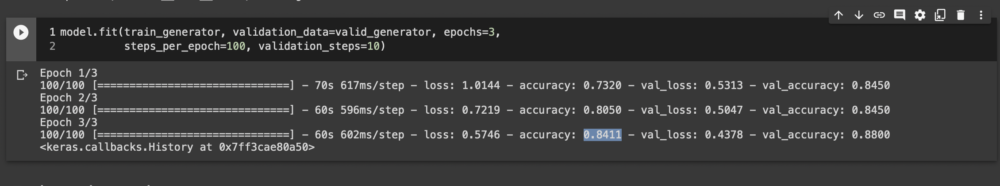 1 model.fit(train_generator, validation_data=valid_generator, epochs=3,
2 steps_per_epoch=100, validation_steps=10)
Epoch 1/3
100/100 [==============================] - 70s 617ms/step - loss: 1.0144 - accuracy: 0.7320 - val_loss: 0.5313 - val_accuracy: 0.8450
Epoch 2/3
100/100 [==============================] - 60s 596ms/step - loss: 0.7219 - accuracy: 0.8050 - val_loss: 0.5047 - val_accuracy: 0.8450
Epoch 3/3
100/100 [==============================] - 60s 602ms/step - loss: 0.5746 - accuracy: 0.8411 - val_loss: 0.4378 - val_accuracy: 0.8800
<keras.callbacks.History at 0x7ff3cae80a50>